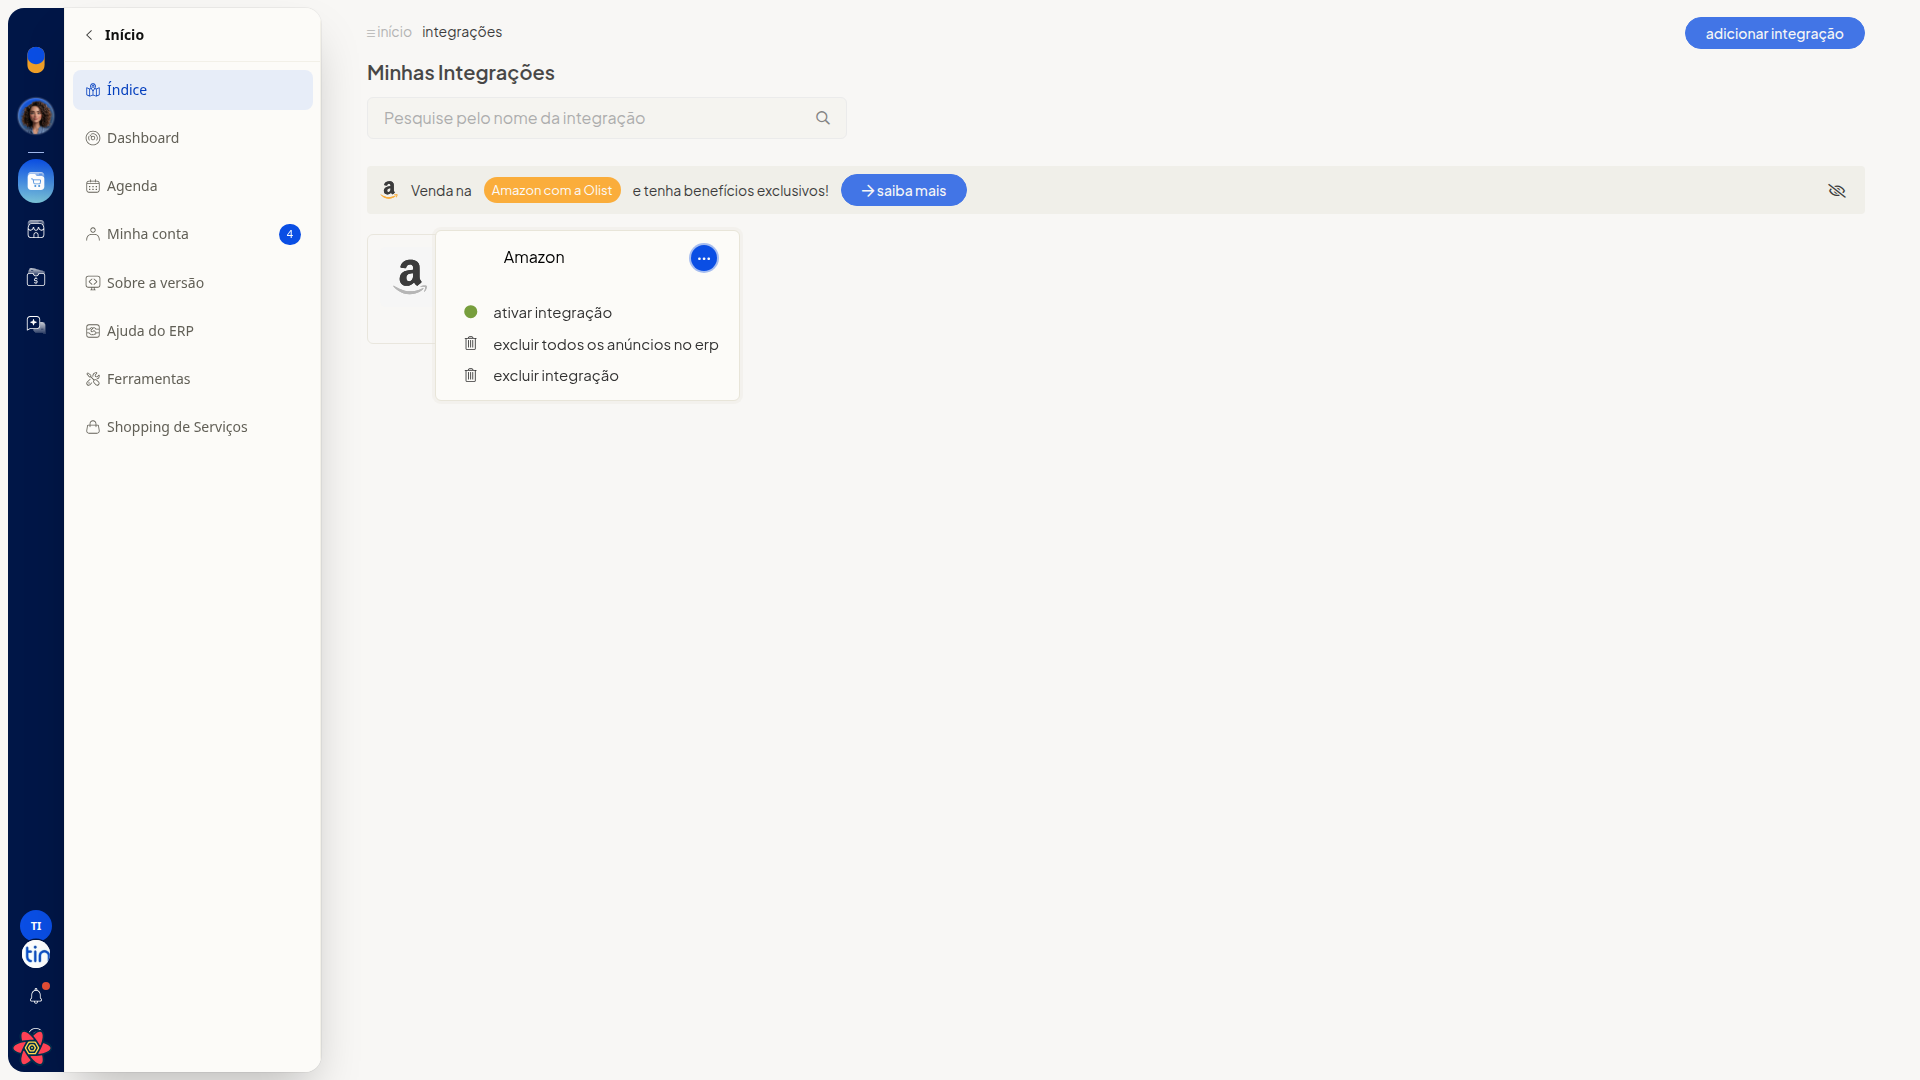 Início
Índice
Dashboard
Agenda
Minha conta
4
Sobre a versão
Ajuda do ERP
Ferramentas
Shopping de Serviços
TI
tin
início integrações
adicionar integração
Minhas Integrações
Pesquise pelo nome da integração
Venda na Amazon com a Olist e tenha benefícios exclusivos! saiba mais
Amazon
ativar integração
excluir todos os anúncios no erp
excluir integração